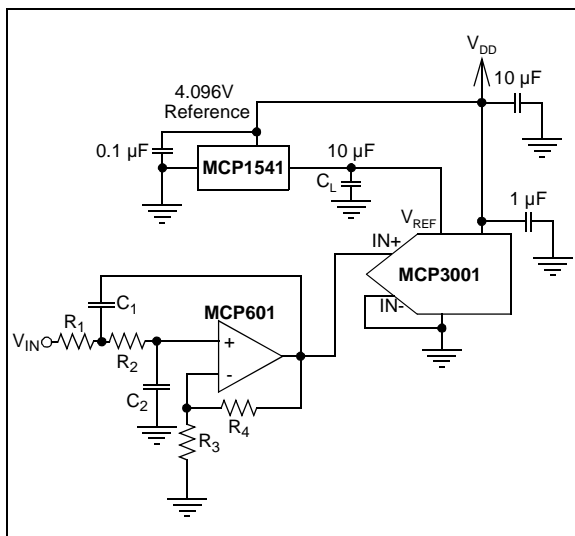 V_DD
10 µF
4.096V
Reference
0.1 µF
MCP1541
10 µF
C_L
1 µF
V_REF
IN+
MCP3001
IN-
C_1
MCP601
V_IN
R_1
R_2
+
-
C_2
R_4
R_3